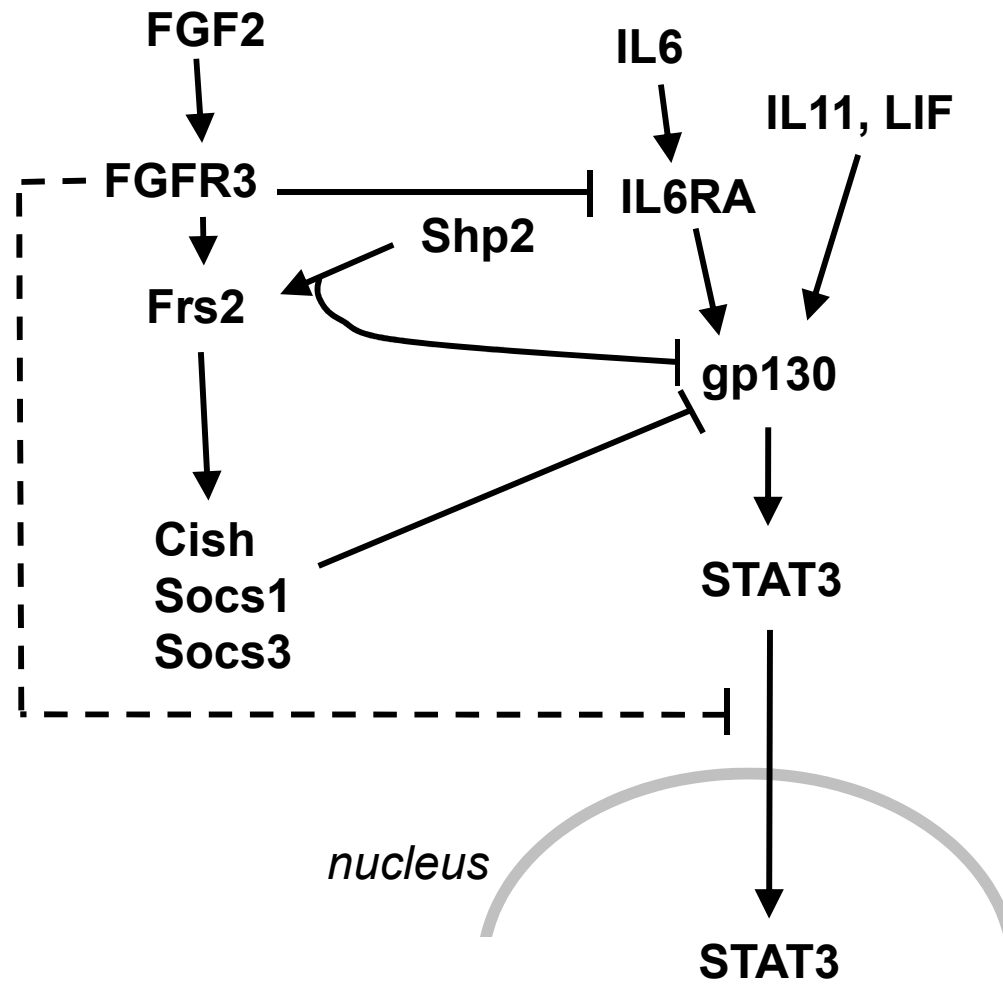 FGF2
IL6
IL11, LIF
FGFR3
IL6RA
Shp2
Frs2
gp130
Cish
Socs1
Socs3
STAT3
nucleus
STAT3